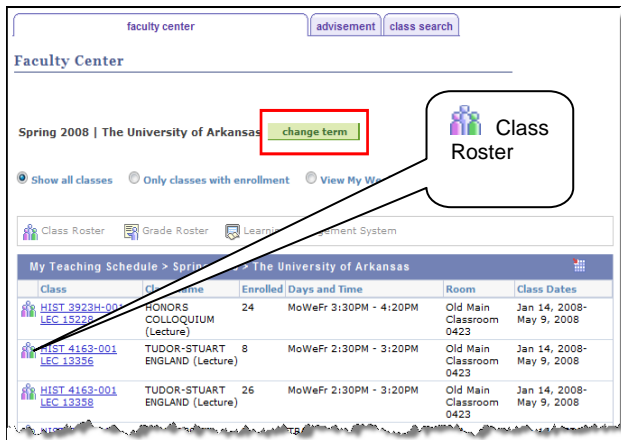 faculty center
advisement
class search
Faculty Center
Spring 2008 | The University of Arkansas
change term
Class
Roster
Show all classes
Only classes with enrollment
View My We
Class Roster
Grade Roster
Management System
My Teaching Schedule > The University of Arkansas
Class
Enrolled
Days and Time
Room
Class Dates
HIST 3923H-001
LEC 15228
HONORS
COLLOQUIUM
(Lecture)
24
MoWeFr 3:30PM - 4:20PM
Old Main
Classroom
0423
Jan 14, 2008-
May 9, 2008
HIST 4163-001
LEC 13356
TUDOR-STUART
ENGLAND (Lecture)
8
MoWeFr 2:30PM - 3:20PM
Old Main
Classroom
0423
Jan 14, 2008-
May 9, 2008
HIST 4163-001
LEC 13358
TUDOR-STUART
ENGLAND (Lecture)
26
MoWeFr 2:30PM - 3:20PM
Old Main
Classroom
0423
Jan 14, 2008-
May 9, 2008